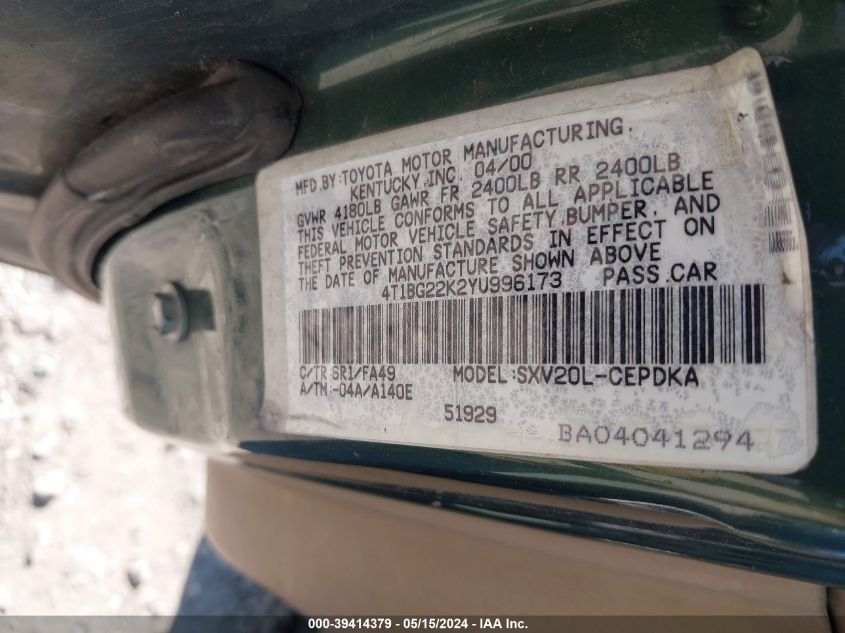 MFD.BY:TOYOTA MOTOR MANUFACTURING,
KENTUCKY,INC. 04/00
GVWR 4180LB GAWR FR 2400LB RR 2400LB
THIS VEHICLE CONFORMS TO ALL APPLICABLE
FEDERAL MOTOR VEHICLE SAFETY,BUMPER, AND
THEFT PREVENTION STANDARDS IN EFFECT ON
THE DATE OF MANUFACTURE SHOWN ABOVE
4T1BG22K2YU996173 PASS.CAR
C/TR:6R1/FA49 MODEL:SXV20L-CEPDKA
A/TM:-04A/A140E
51929
BA04041294
000-39414379 - 05/15/2024 - IAA Inc.